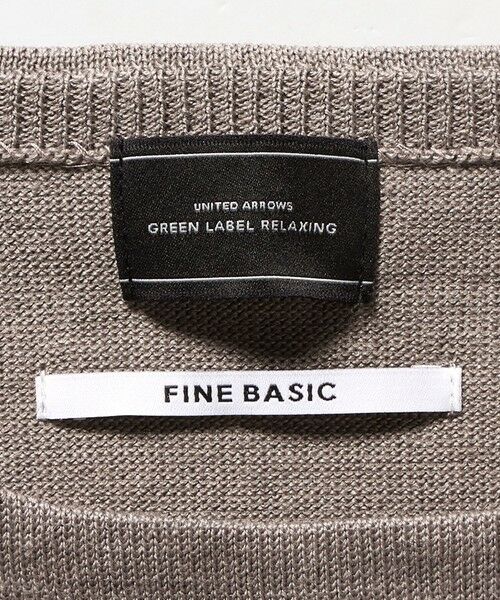 UNITED ARROWS
GREEN LABEL RELAXING
FINE BASIC